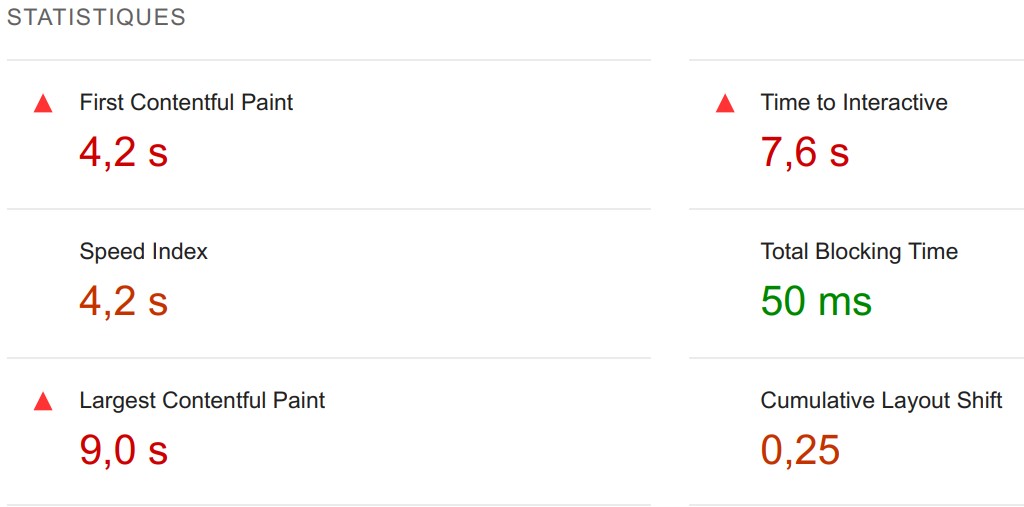 STATISTIQUES
First Contentful Paint
4,2 s
Time to Interactive
7,6 s
Speed Index
4,2 s
Total Blocking Time
50 ms
Largest Contentful Paint
9,0 s
Cumulative Layout Shift
0,25